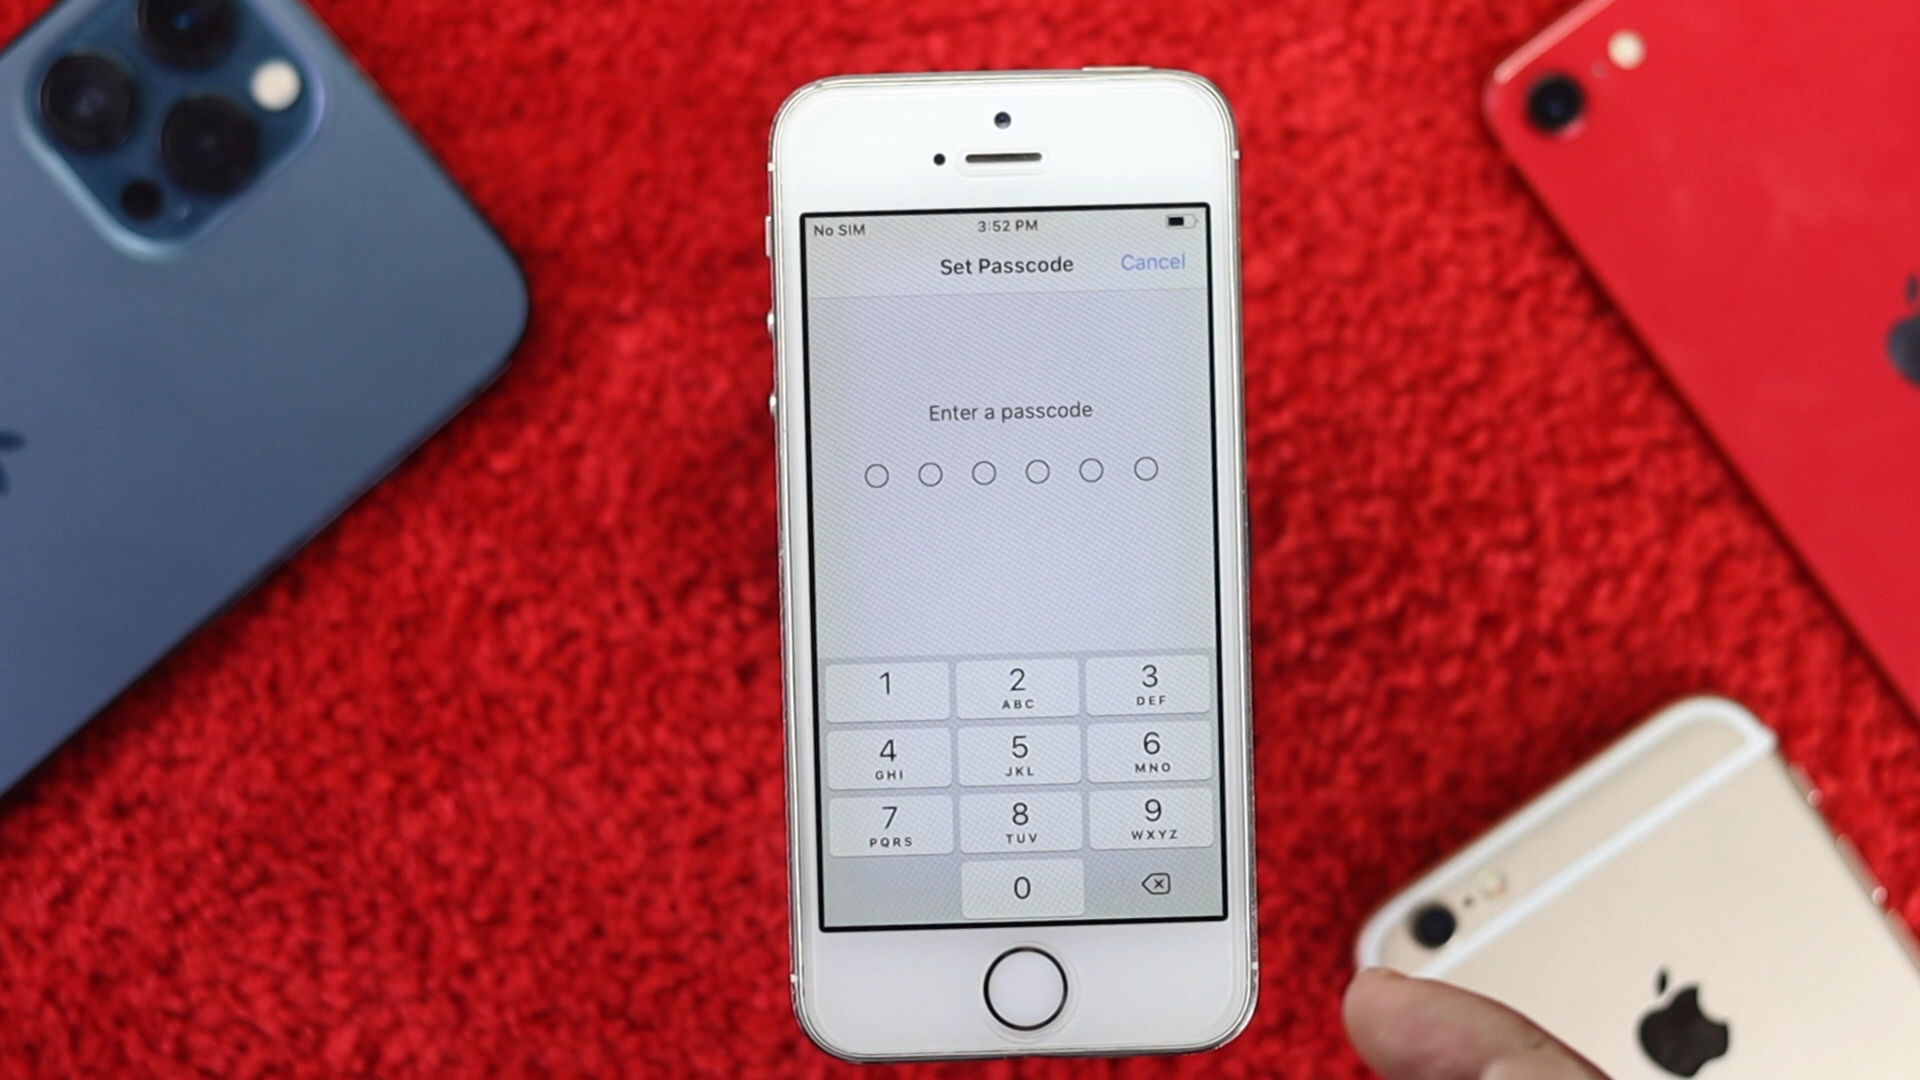 No SIM 3:52 PM
Set Passcode Cancel
Enter a passcode
1 2 3
ABC DEF
4 5 6
GHI JKL MNO
7 8 9
PQRS TUV WXYZ
0